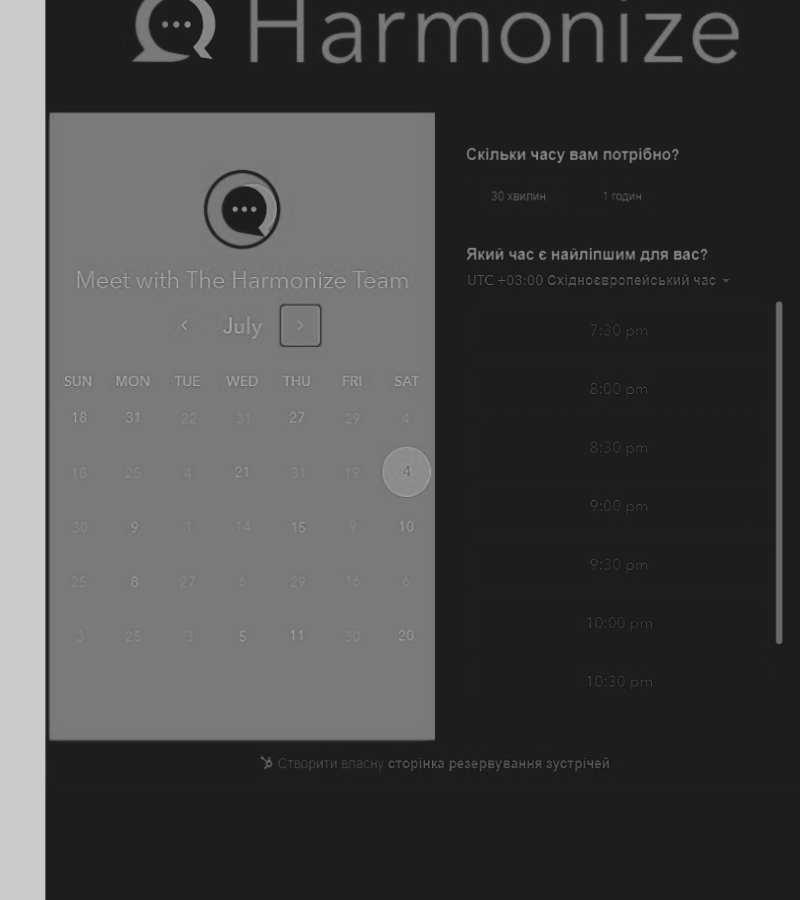 Harmonize
Meet with The Harmonize Team
July
SUN MON TUE WED THU FRI SAT
18 31 22 31 27 29 4
18 25 4 21 31 19 4
30 9 1 14 15 9 10
25 8 27 6 29 16 6
3 25 3 5 11 30 20
Скільки часу вам потрібно?
30 хвилин 1 годин
Який час є найліпшим для вас?
UTC +03:00 Східноєвропейський час
7:30 pm
8:00 pm
8:30 pm
9:00 pm
9:30 pm
10:00 pm
10:30 pm
Створити власну сторінка резервування зустрічей